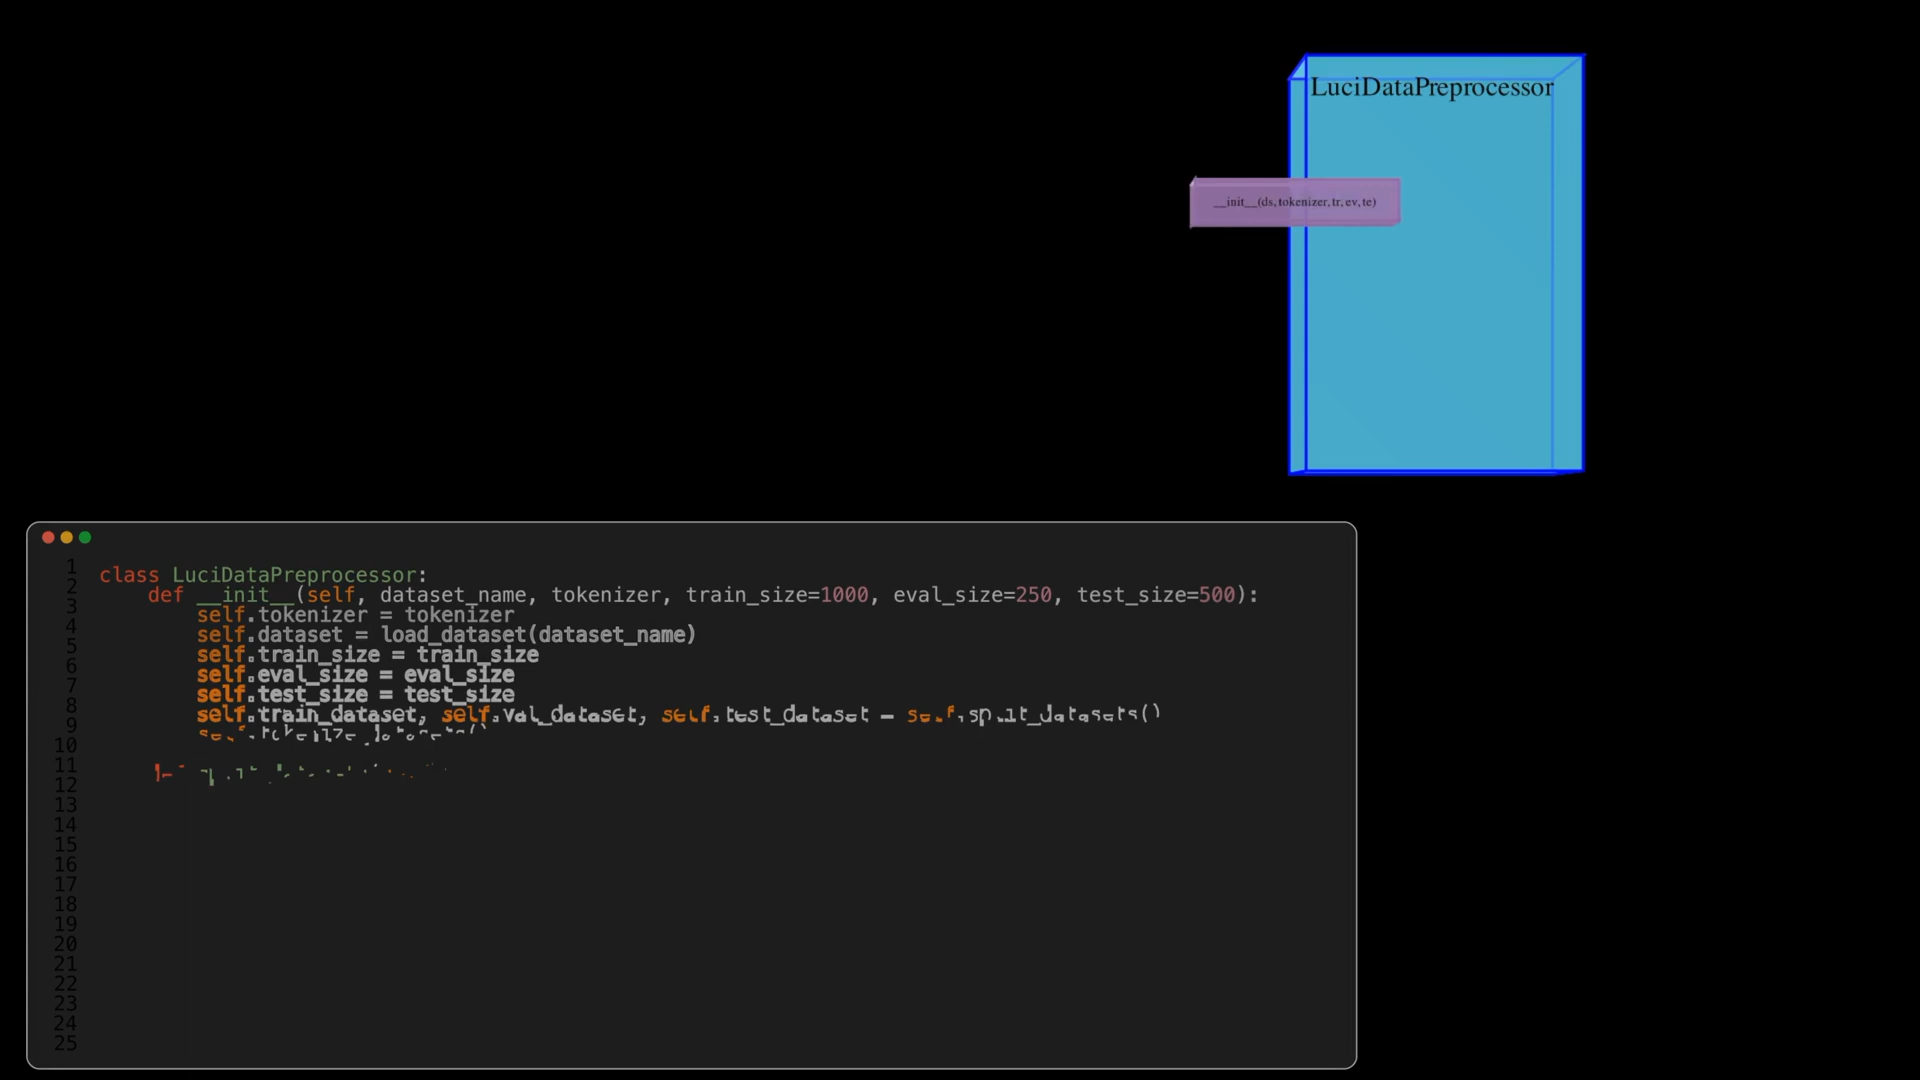 LuciDataPreprocessor
__init__(ds, tokenizer, tr, ev, te)
1 class LuciDataPreprocessor:
2 def __init__(self, dataset_name, tokenizer, train_size=1000, eval_size=250, test_size=500):
3 self.tokenizer = tokenizer
4 self.dataset = load_dataset(dataset_name)
5 self.train_size = train_size
6 self.eval_size = eval_size
7 self.test_size = test_size
8 self.train_dataset, self.val_dataset, self.test_dataset = self.split_datasets()
9
10
11
12
13
14
15
16
17
18
19
20
21
22
23
24
25